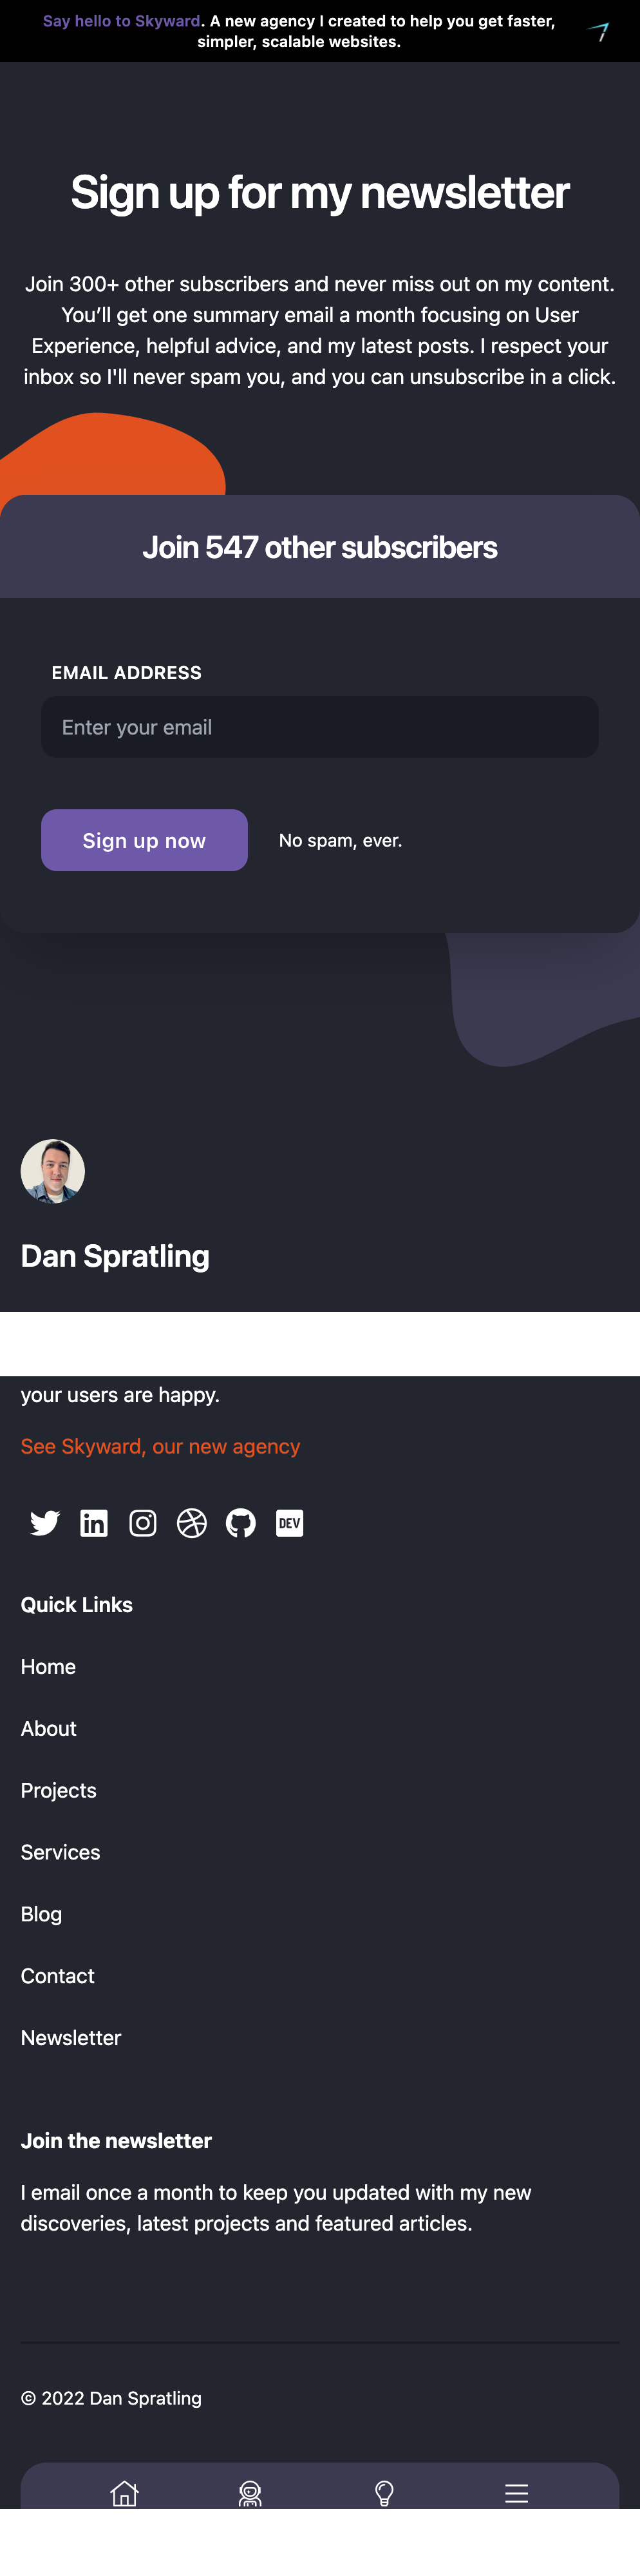 Say hello to Skyward. A new agency I created to help you get faster,
simpler, scalable websites.
Sign up for my newsletter
Join 300+ other subscribers and never miss out on my content.
You’ll get one summary email a month focusing on User
Experience, helpful advice, and my latest posts. I respect your
inbox so I'll never spam you, and you can unsubscribe in a click.
Join 547 other subscribers
EMAIL ADDRESS
Enter your email
Sign up now
No spam, ever.
Dan Spratling
your users are happy.
See Skyward, our new agency
in
DEV
Quick Links
Home
About
Projects
Services
Blog
Contact
Newsletter
Join the newsletter
I email once a month to keep you updated with my new
discoveries, latest projects and featured articles.
© 2022 Dan Spratling